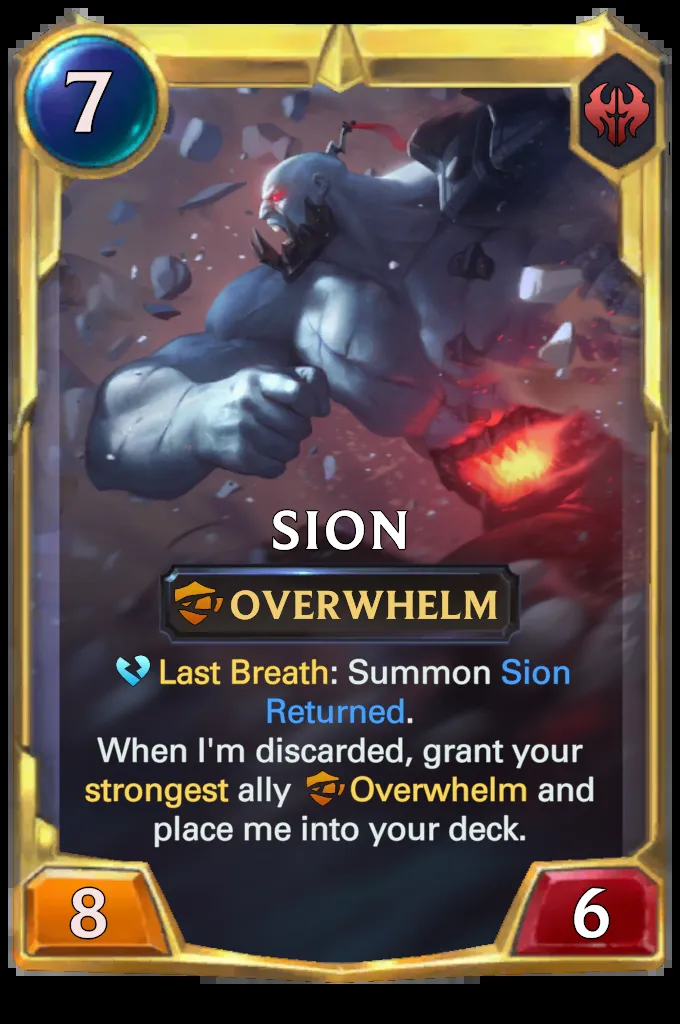 7
SION
OVERWHELM
Last Breath: Summon Sion
Returned.
When I'm discarded, grant your
strongest ally Overwhelm and
place me into your deck.
8
6